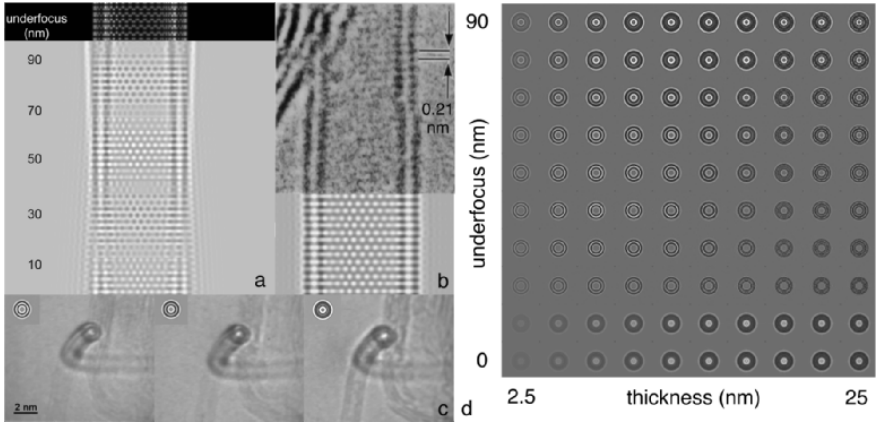 underfocus
(nm)
90
70
50
30
10
a
0.21
nm
b
2 nm
c
90
underfocus (nm)
0
2.5
thickness (nm)
25
d